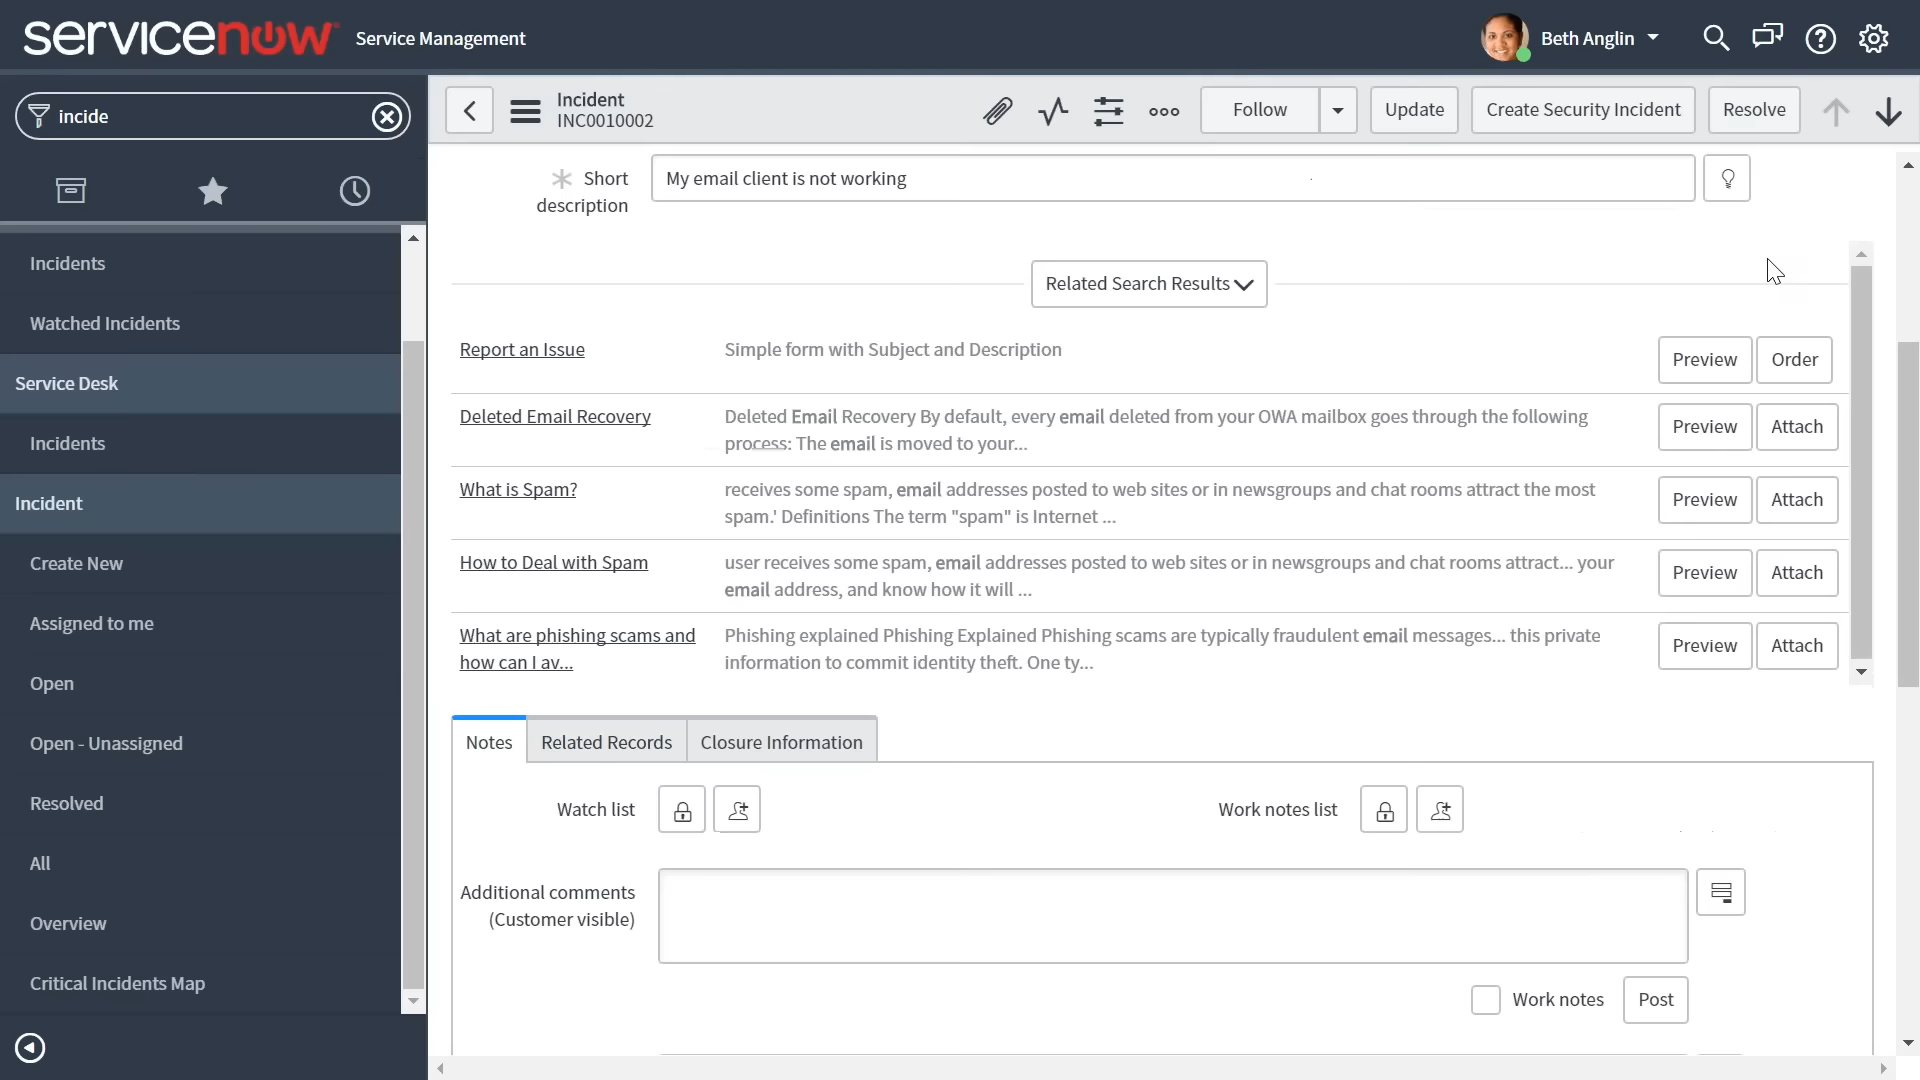 servicenow Service Management
Beth Anglin
incide
Incidents
Watched Incidents
Service Desk
Incidents
Incident
Create New
Assigned to me
Open
Open - Unassigned
Resolved
All
Overview
Critical Incidents Map
Incident
INC0010002
Follow
Update
Create Security Incident
Resolve
Short
description
My email client is not working
Related Search Results
Report an Issue
Simple form with Subject and Description
Preview
Order
Deleted Email Recovery
Deleted Email Recovery By default, every email deleted from your OWA mailbox goes through the following
process: The email is moved to your...
Preview
Attach
What is Spam?
receives some spam, email addresses posted to web sites or in newsgroups and chat rooms attract the most
spam.' Definitions The term "spam" is Internet ...
Preview
Attach
How to Deal with Spam
user receives some spam, email addresses posted to web sites or in newsgroups and chat rooms attract... your
email address, and know how it will ...
Preview
Attach
What are phishing scams and
how can I av...
Phishing explained Phishing Explained Phishing scams are typically fraudulent email messages... this private
information to commit identity theft. One ty...
Preview
Attach
Notes
Related Records
Closure Information
Watch list
Work notes list
Additional comments
(Customer visible)
Work notes
Post